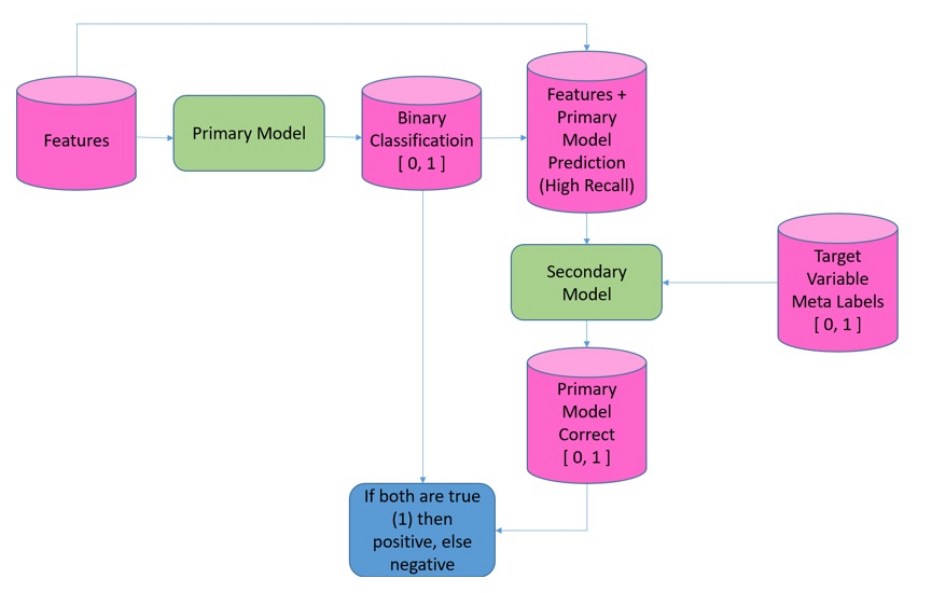 Features
Primary Model
Binary
Classificatioin
[ 0, 1 ]
Features +
Primary
Model
Prediction
(High Recall)
Secondary
Model
Target
Variable
Meta Labels
[ 0, 1 ]
Primary
Model
Correct
[ 0, 1 ]
If both are true
(1) then
positive, else
negative